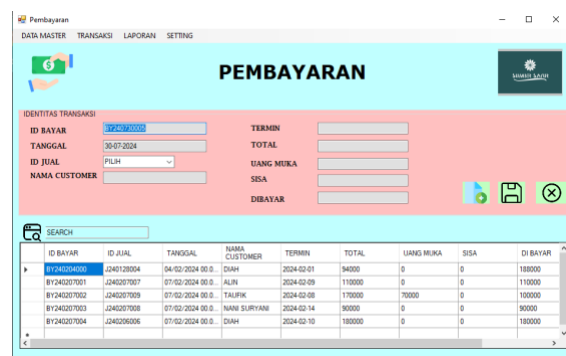 Pembayaran
DATA MASTER TRANSAKSI LAPORAN SETTING
PEMBAYARAN
IDENTITAS TRANSAKSI
ID BAYAR BY240730005 TERMIN
TANGGAL 30-07-2024 TOTAL
ID JUAL PILIH UANG MUKA
NAMA CUSTOMER SISA
DIBAYAR
SEARCH
ID BAYAR ID JUAL TANGGAL NAMA CUSTOMER TERMIN TOTAL UANG MUKA SISA DI BAYAR
BY240204000 J240128004 04/02/2024 00.0... DIAH 2024-02-01 94000 0 0 188000
BY240207001 J240207007 07/02/2024 00.0... ALIN 2024-02-09 110000 0 0 110000
BY240207002 J240207009 07/02/2024 00.0... TAUFIK 2024-02-08 170000 70000 0 100000
BY240207003 J240207008 07/02/2024 00.0... NANI SURYANI 2024-02-14 90000 0 0 90000
BY240207004 J240206006 07/02/2024 00.0... DIAH 2024-02-10 180000 0 0 180000